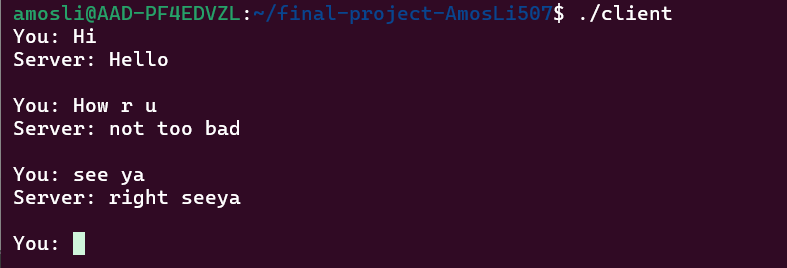 amosli@AAD-PF4EDVZL:~/final-project-AmosLi507$ ./client
You: Hi
Server: Hello
You: How r u
Server: not too bad
You: see ya
Server: right seeya
You: